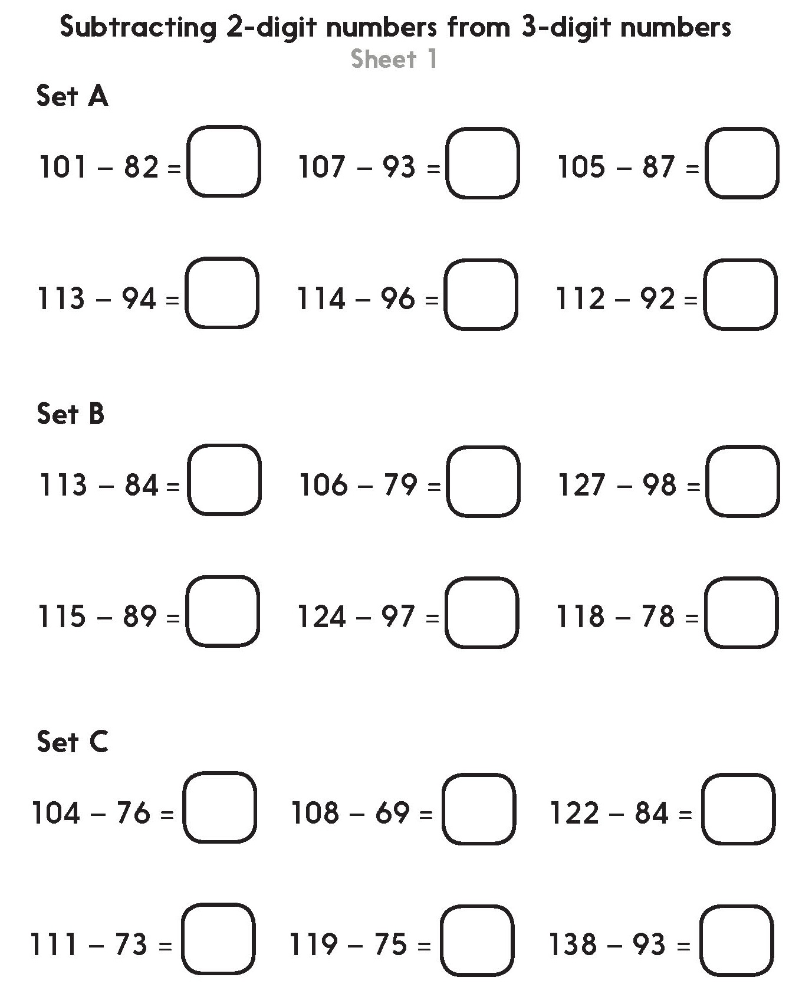 Subtracting 2-digit numbers from 3-digit numbers
Sheet 1
Set A
101 – 82 = 107 – 93 = 105 – 87 =
113 – 94 = 114 – 96 = 112 – 92 =
Set B
113 – 84 = 106 – 79 = 127 – 98 =
115 – 89 = 124 – 97 = 118 – 78 =
Set C
104 – 76 = 108 – 69 = 122 – 84 =
111 – 73 = 119 – 75 = 138 – 93 =